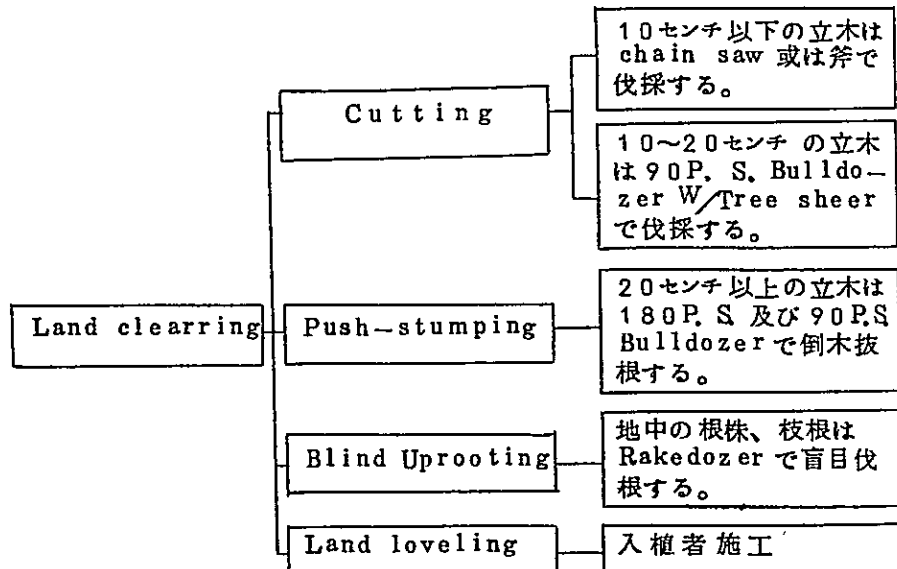 10センチ以下の立木は
chain saw 或は斧で
伐採する。
Cutting
10~20センチ の立木
は90P. S. Bulldo-
zer W/Tree sheer
で伐採する。
Land clearring
Push-stumping
20センチ以上の立木は
180P. S. 及び 90P.S
Bulldozerで倒木抜
根する。
Blind Uprooting
地中の根株、枝根は
Rakedozerで盲目伐
根する。
Land loveling
入植者施工